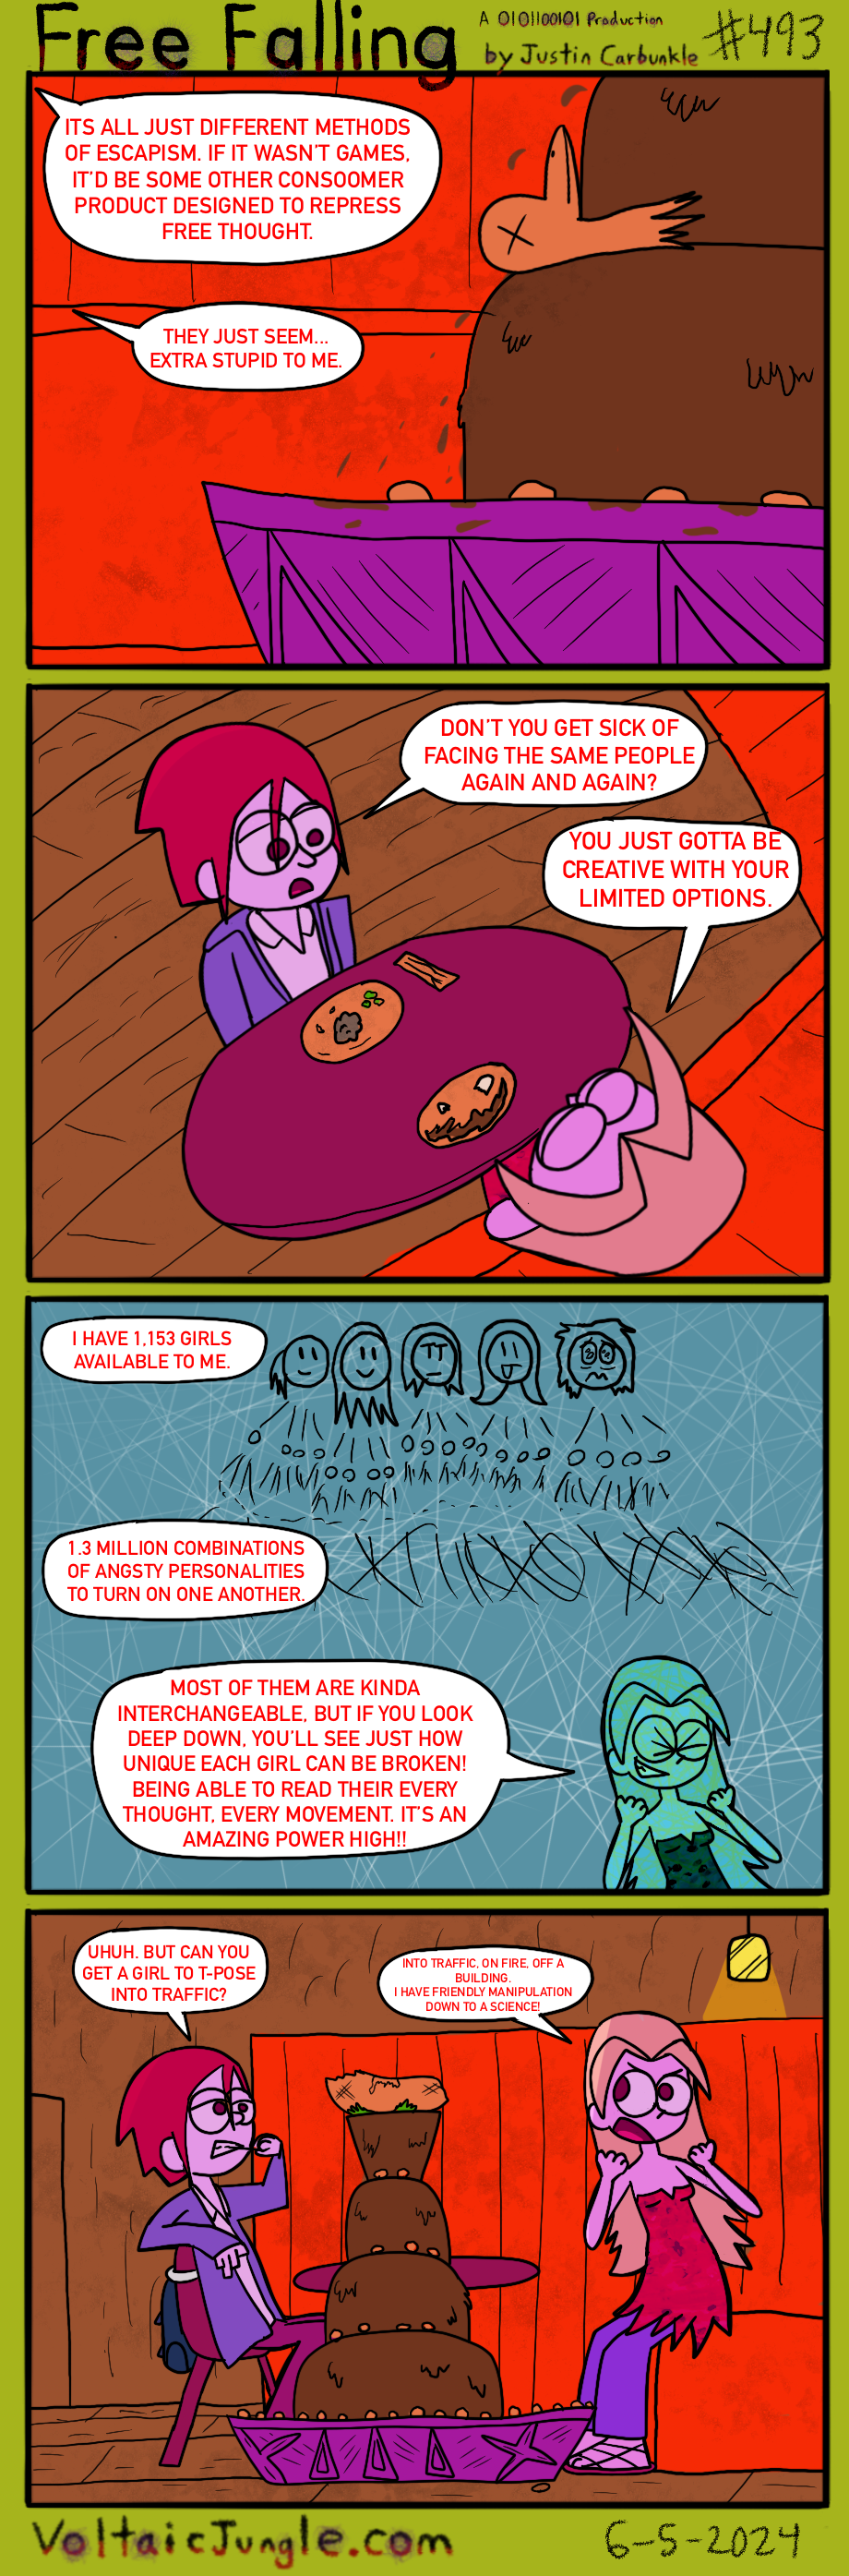 Free Falling
A 0101100101 Production
by Justin Carbunkle
#493
ITS ALL JUST DIFFERENT METHODS
OF ESCAPISM. IF IT WASN'T GAMES,
IT'D BE SOME OTHER CONSOOMER
PRODUCT DESIGNED TO REPRESS
FREE THOUGHT.
THEY JUST SEEM...
EXTRA STUPID TO ME.
DON'T YOU GET SICK OF
FACING THE SAME PEOPLE
AGAIN AND AGAIN?
YOU JUST GOTTA BE
CREATIVE WITH YOUR
LIMITED OPTIONS.
I HAVE 1,153 GIRLS
AVAILABLE TO ME.
1.3 MILLION COMBINATIONS
OF ANGSTY PERSONALITIES
TO TURN ON ONE ANOTHER.
MOST OF THEM ARE KINDA
INTERCHANGEABLE, BUT IF YOU LOOK
DEEP DOWN, YOU'LL SEE JUST HOW
UNIQUE EACH GIRL CAN BE BROKEN!
BEING ABLE TO READ THEIR EVERY
THOUGHT, EVERY MOVEMENT. IT'S AN
AMAZING POWER HIGH!!
UHUH. BUT CAN YOU
GET A GIRL TO T-POSE
INTO TRAFFIC?
INTO TRAFFIC, ON FIRE, OFF A
BUILDING.
I HAVE FRIENDLY MANIPULATION
DOWN TO A SCIENCE!
VoltaicJungle.com
6-5-2024